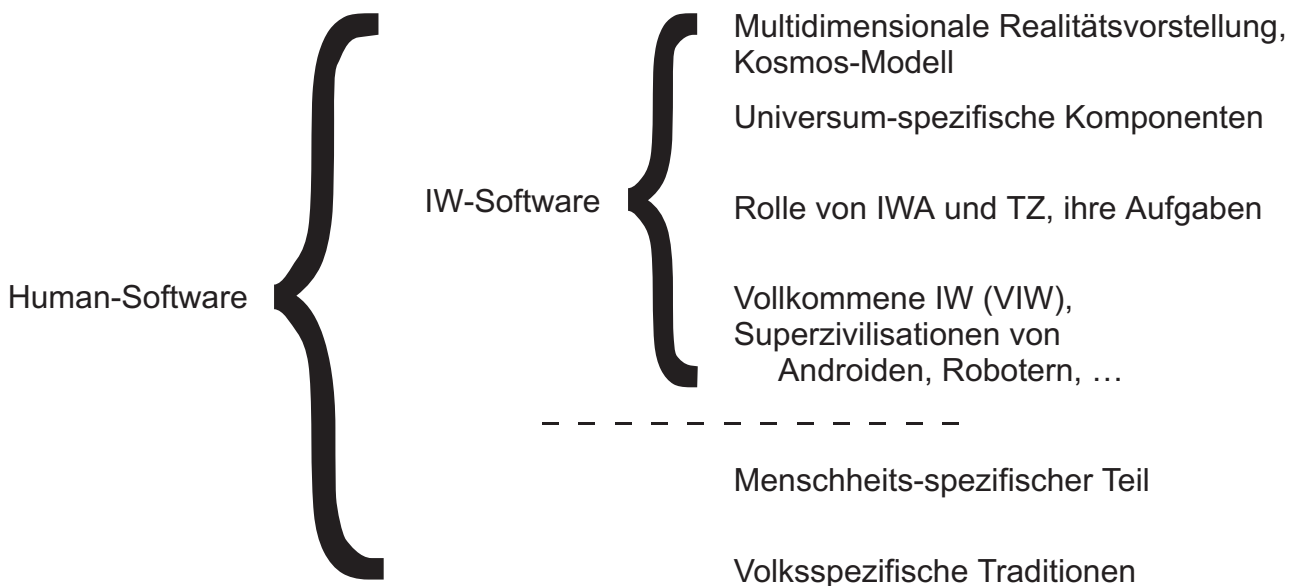 Human-Software
IW-Software
Multidimensionale Realitätsvorstellung,
Kosmos-Modell
Universum-spezifische Komponenten
Rolle von IWA und TZ, ihre Aufgaben
Vollkommene IW (VIW),
Superzivilisationen von
Androiden, Robotern, …
Menschheits-spezifischer Teil
Volksspezifische Traditionen